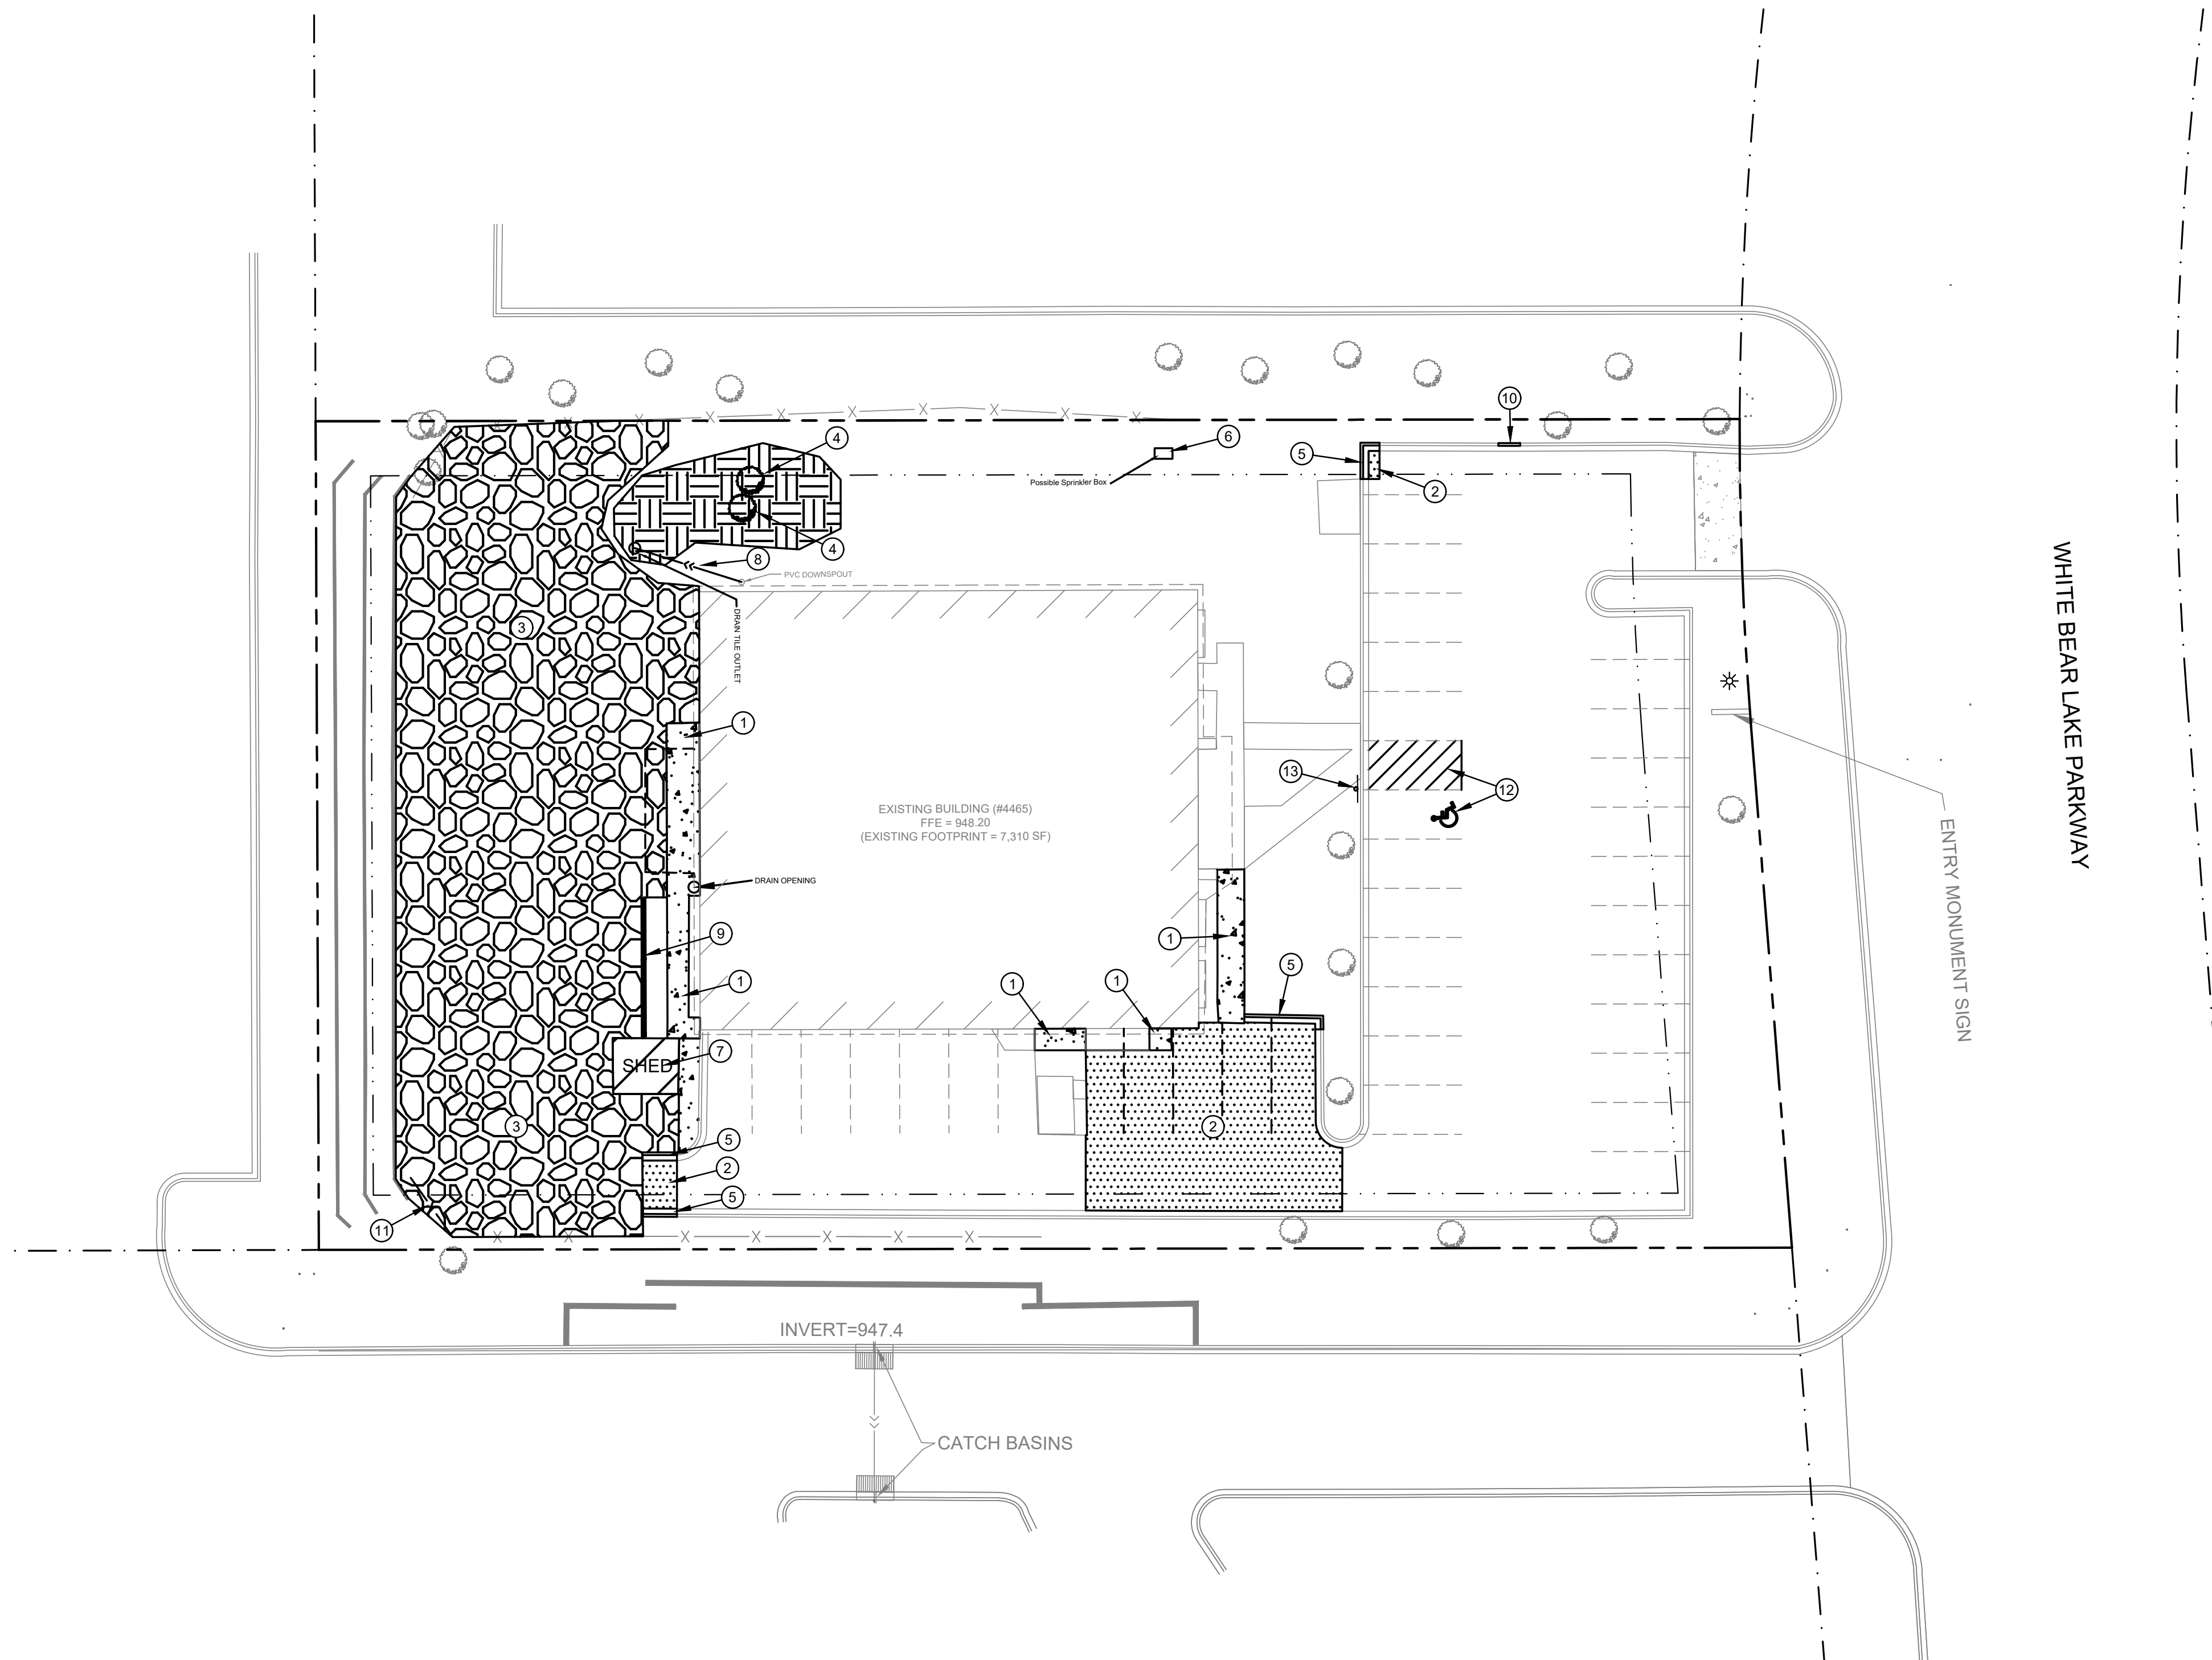 10
4
6
5
Possible Sprinkler Box
2
4
8
PVC DOWNSPOUT
3
DRAIN TILE OUTLET
1
WHITE BEAR LAKE PARKWAY
13
12
EXISTING BUILDING (#4465)
FFE = 948.20
(EXISTING FOOTPRINT = 7,310 SF)
ENTRY MONUMENT SIGN
DRAIN OPENING
9
1
5
1
1
1
7
SHED
3
2
5
2
5
11
INVERT=947.4
CATCH BASINS